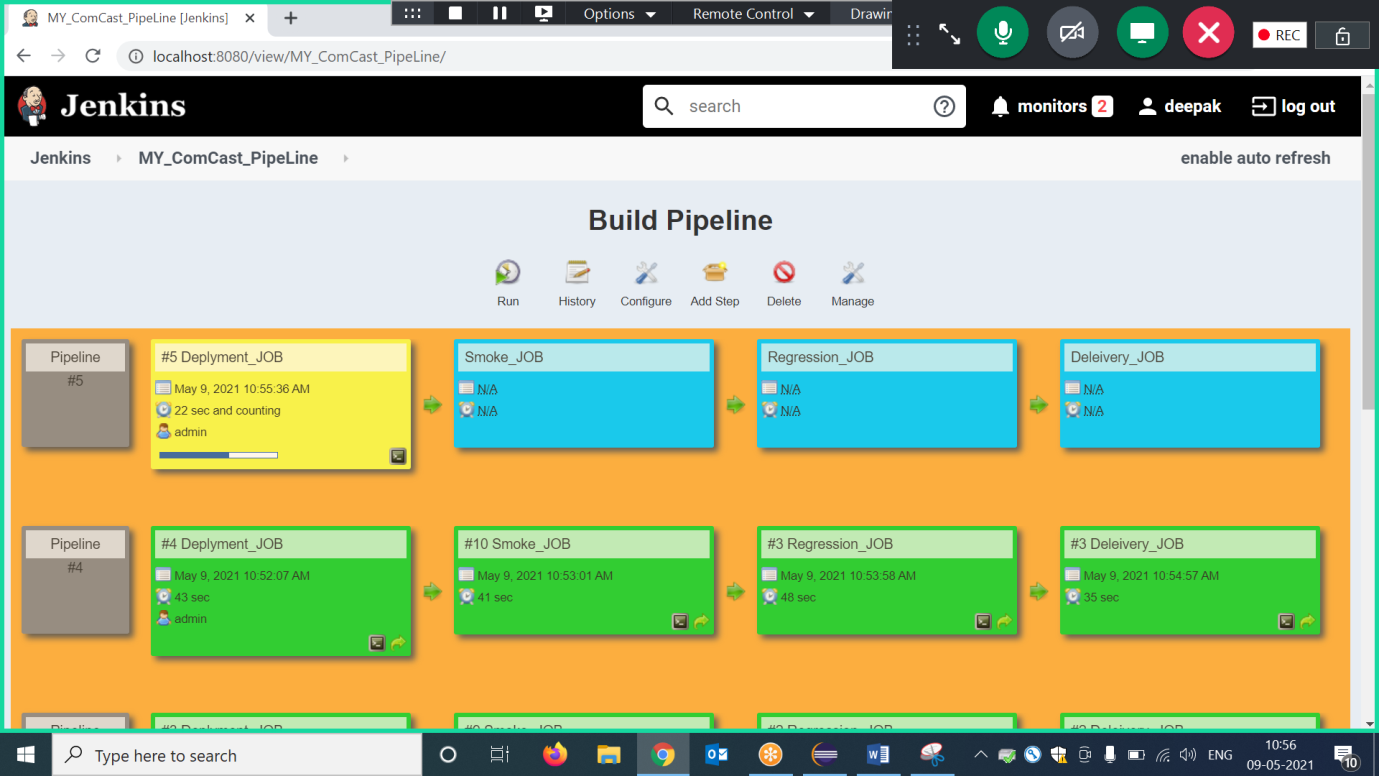 MY_ComCast_PipeLine [Jenkins]
Options
Remote Control
Drawin
REC
localhost:8080/view/MY_ComCast_PipeLine/
Jenkins
search
monitors 2
deepak
log out
Jenkins
MY_ComCast_PipeLine
enable auto refresh
Build Pipeline
Run
History
Configure
Add Step
Delete
Manage
Pipeline
#5
#5 Deplyment_JOB
May 9, 2021 10:55:36 AM
22 sec and counting
admin
Smoke_JOB
N/A
N/A
Regression_JOB
N/A
N/A
Deleivery_JOB
N/A
N/A
Pipeline
#4
#4 Deplyment_JOB
May 9, 2021 10:52:07 AM
43 sec
admin
#10 Smoke_JOB
May 9, 2021 10:53:01 AM
41 sec
#3 Regression_JOB
May 9, 2021 10:53:58 AM
48 sec
#3 Deleivery_JOB
May 9, 2021 10:54:57 AM
35 sec
Type here to search
ENG
10:56
09-05-2021
10